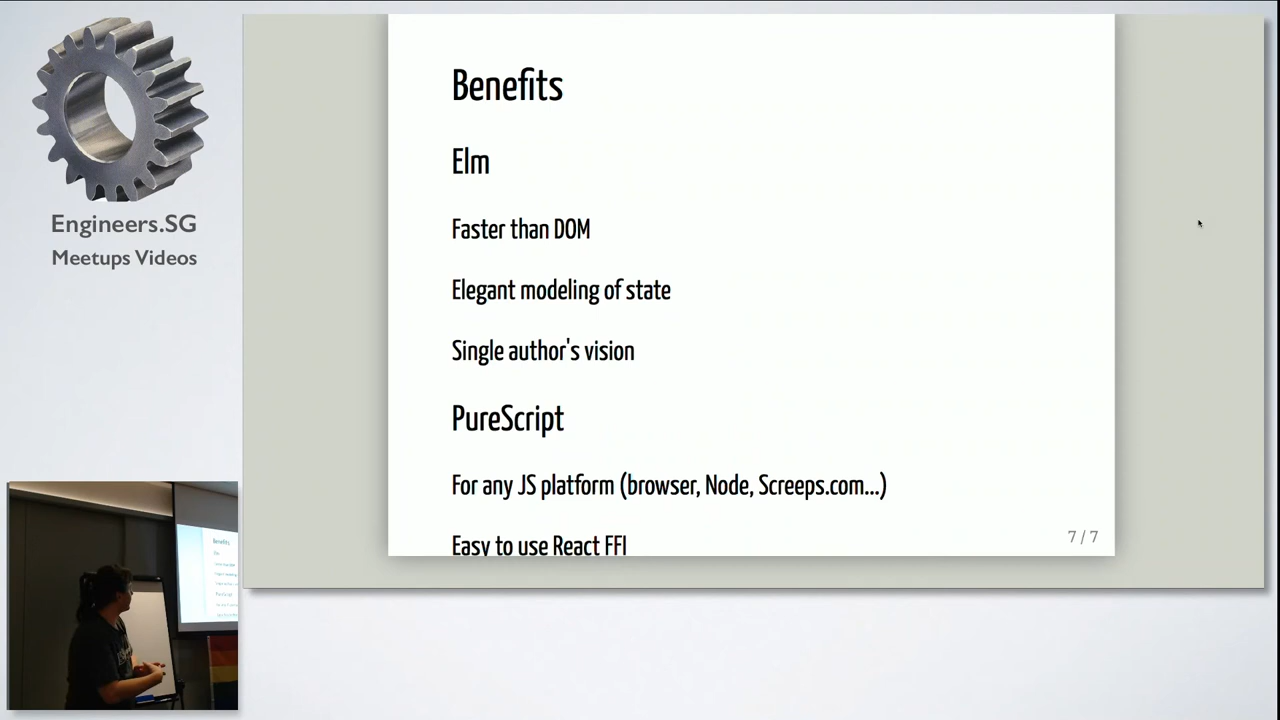 Engineers.SG
Meetups Videos
Benefits
Elm
Faster than DOM
Elegant modeling of state
Single author's vision
PureScript
For any JS platform (browser, Node, Screeps.com...)
Easy to use React FFI
7 / 7